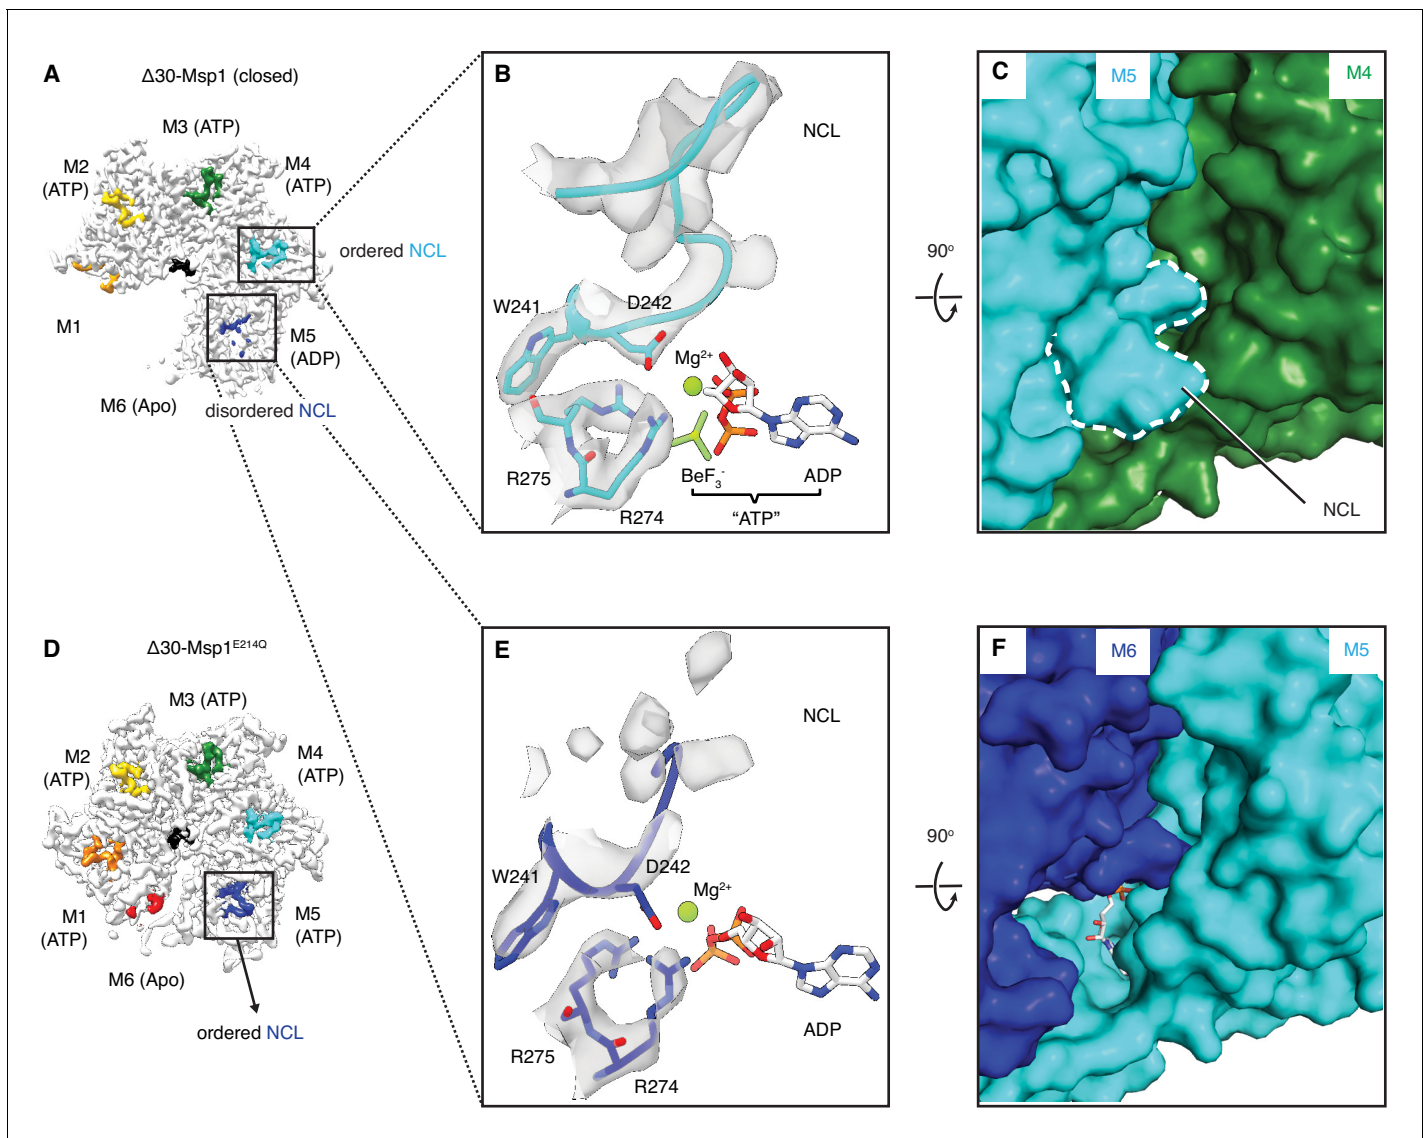 A
Δ30-Msp1 (closed)
M3 (ATP)
M2
(ATP)
M4
(ATP)
ordered NCL
M1
M5
(ADP)
M6 (Apo)
disordered NCL
B
NCL
W241
D242
Mg²⁺
R275
R274
BeF₃⁻
ADP
“ATP”
90°
C
M5
M4
NCL
D
Δ30-Msp1ᴱ²¹⁴Q
M3 (ATP)
M2
(ATP)
M4
(ATP)
M1
(ATP)
M5
(ATP)
M6 (Apo)
ordered NCL
E
NCL
W241
D242
Mg²⁺
R275
R274
ADP
90°
F
M6
M5